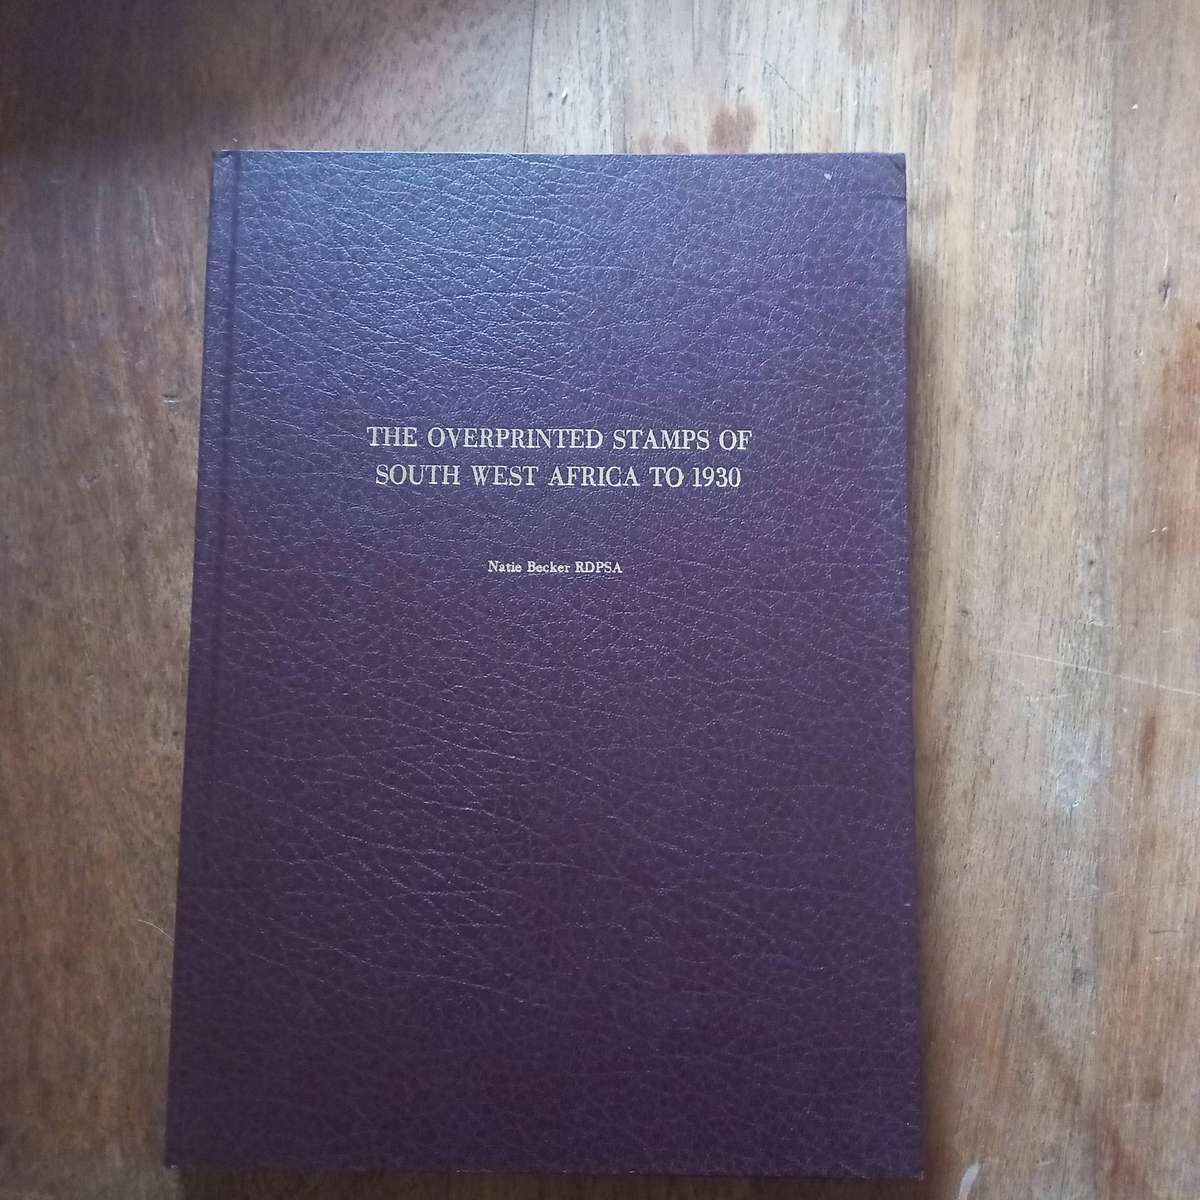 THE OVERPRINTED STAMPS OF
SOUTH WEST AFRICA TO 1930
Natie Becker RDPSA